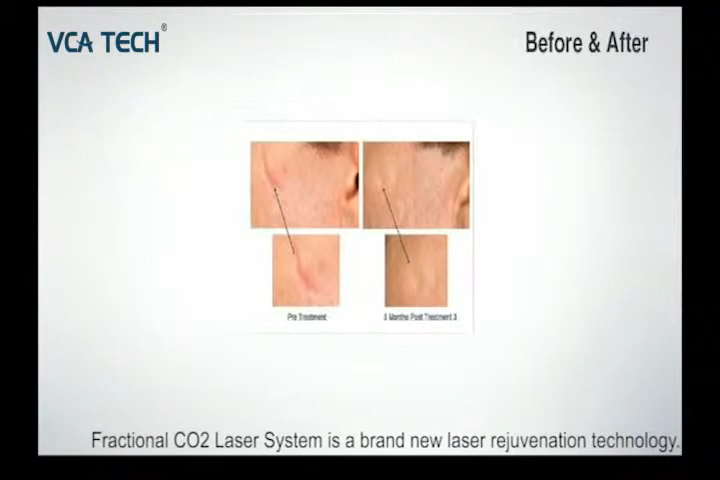 VCA TECH®
Before & After
Pre Treatment
Months Post Treatment 3
Fractional CO2 Laser System is a brand new laser rejuvenation technology.